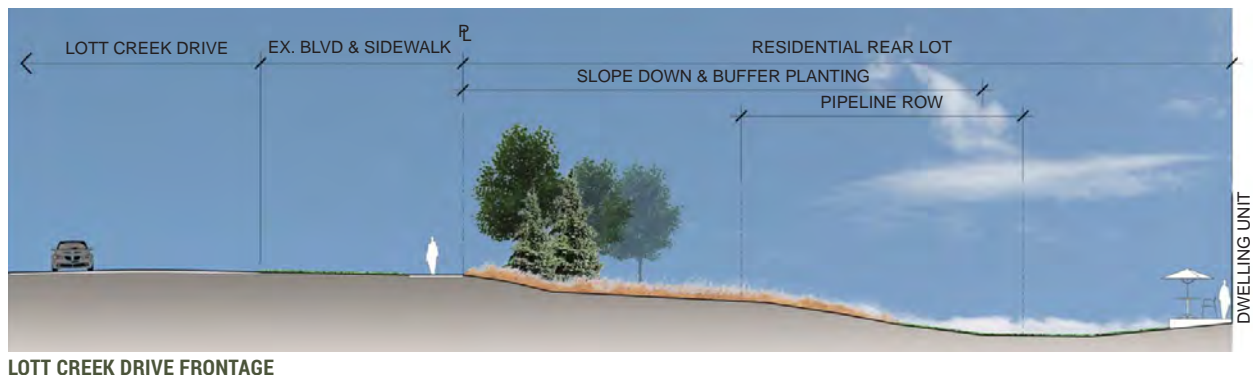 LOTT CREEK DRIVE
EX. BLVD & SIDEWALK
PL
RESIDENTIAL REAR LOT
SLOPE DOWN & BUFFER PLANTING
PIPELINE ROW
DWELLING UNIT
LOTT CREEK DRIVE FRONTAGE